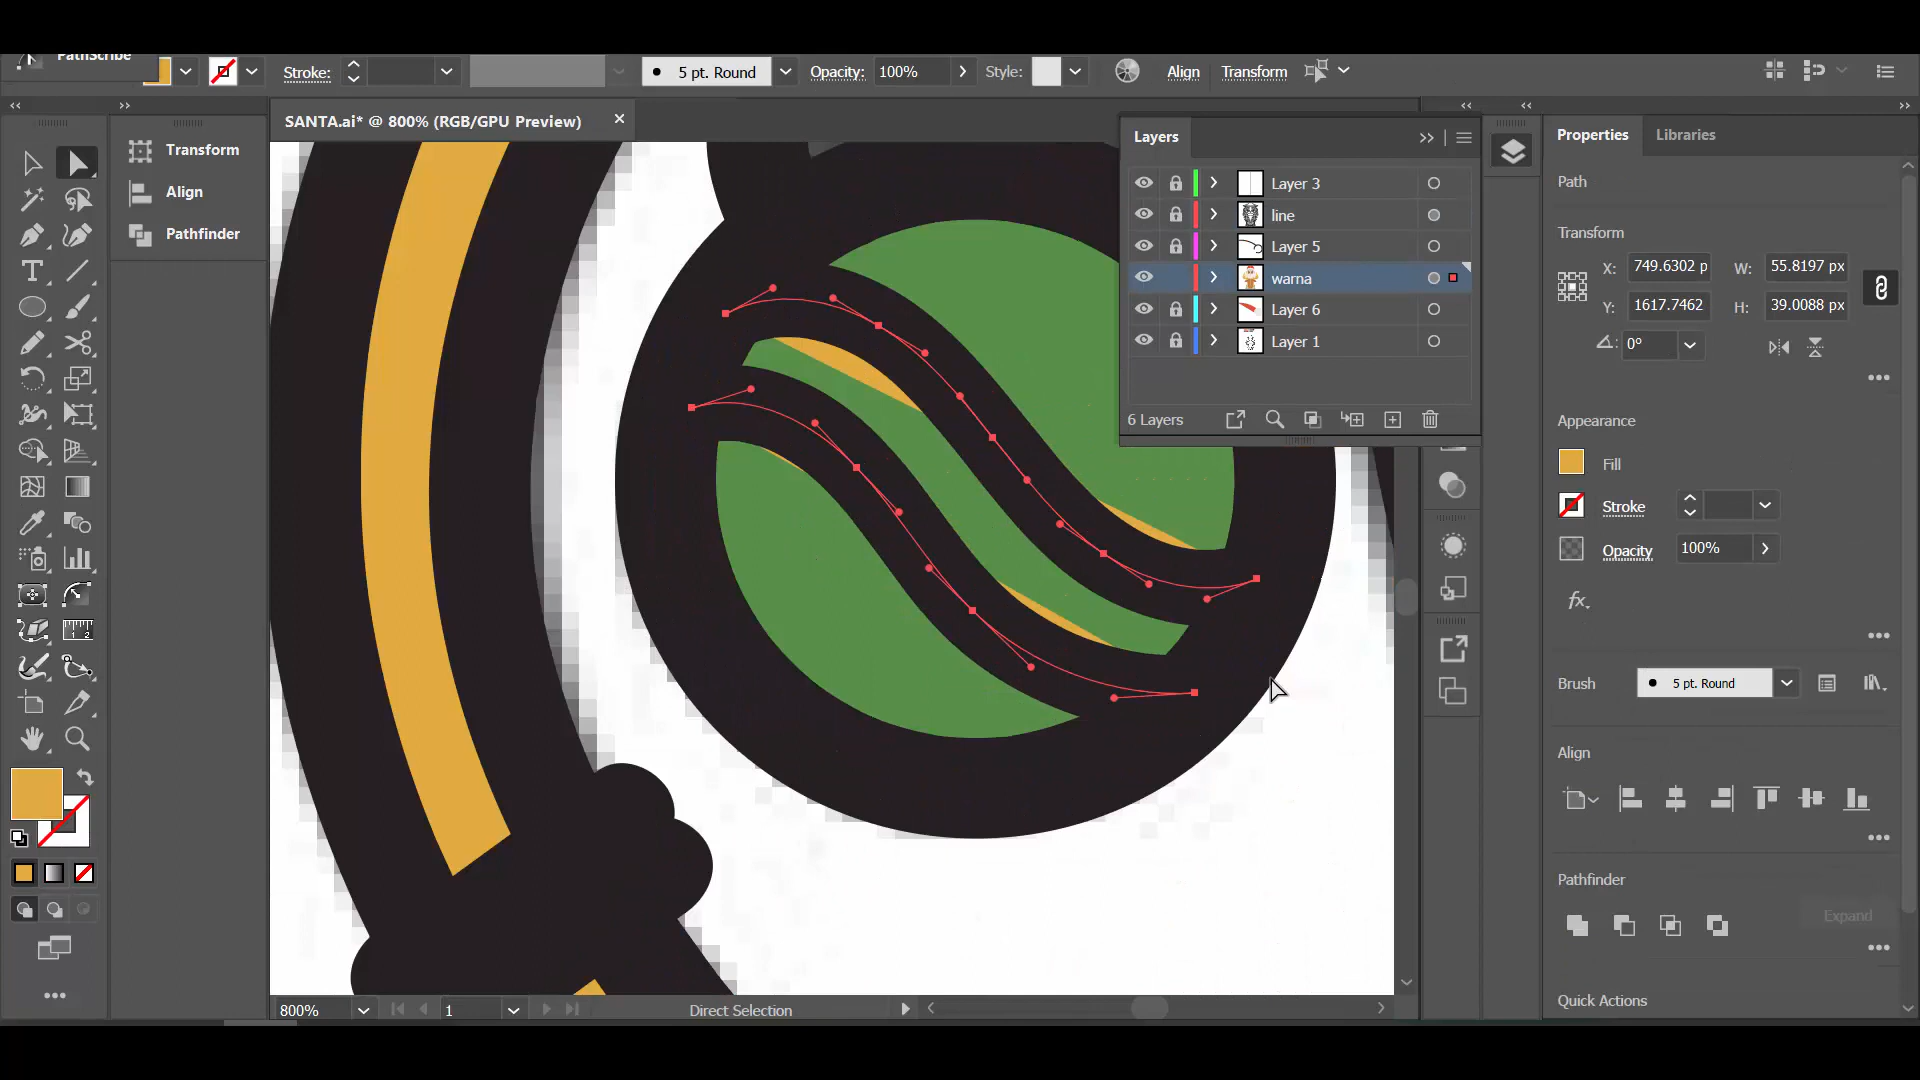 PathScribe
Stroke:
5 pt. Round
Opacity:
100%
Style:
Align
Transform
SANTA.ai* @ 800% (RGB/GPU Preview)
Transform
Align
Pathfinder
Layers
Layer 3
line
Layer 5
warna
Layer 6
Layer 1
6 Layers
Properties
Libraries
Path
Transform
X:
749.6302 p
W:
55.8197 px
Y:
1617.7462
H:
39.0088 px
0°
Appearance
Fill
Stroke
Opacity
100%
fx.
Brush
5 pt. Round
Align
Pathfinder
Expand
Quick Actions
800%
1
Direct Selection